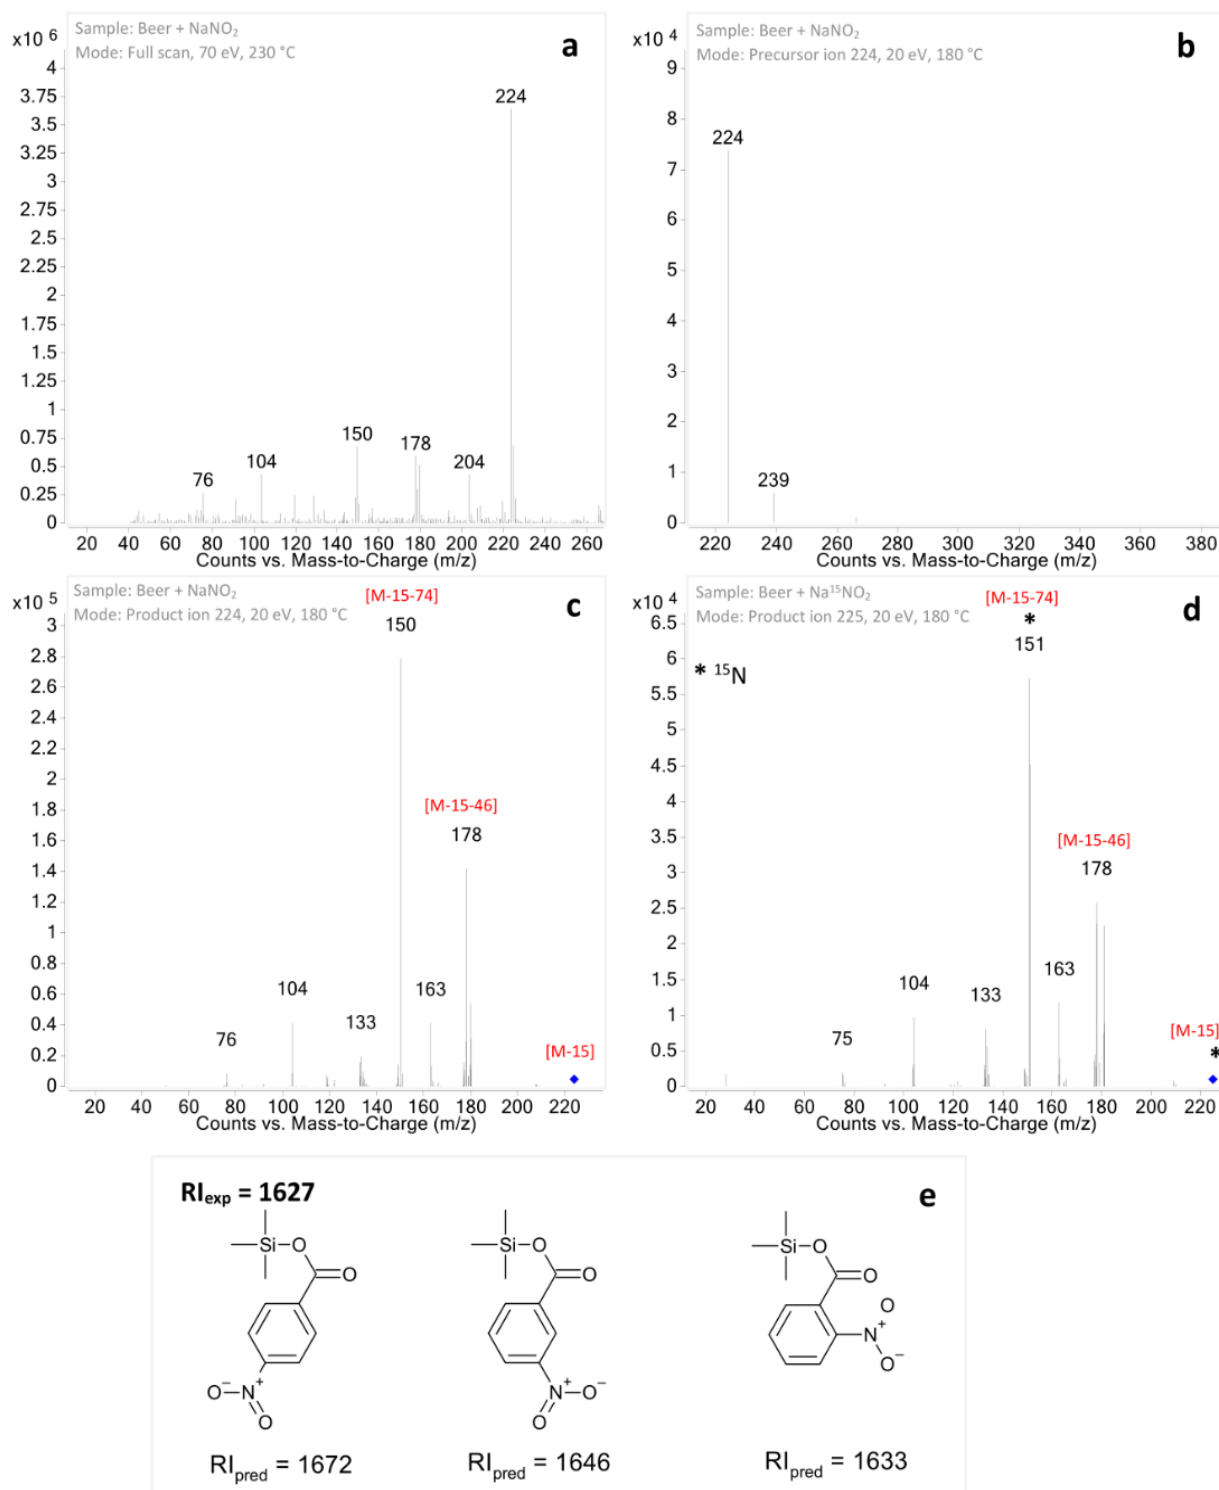 Sample: Beer + NaNO₂
Mode: Full scan, 70 eV, 230 °C
a
x10 ⁶
4
3.75
3.5
3.25
3
2.75
2.5
2.25
2
1.75
1.5
1.25
1
0.75
0.5
0.25
0
224
150
178
104
204
76
20 40 60 80 100 120 140 160 180 200 220 240 260
Counts vs. Mass-to-Charge (m/z)
Sample: Beer + NaNO₂
Mode: Precursor ion 224, 20 eV, 180 °C
b
x10 ⁴
9
8
7
6
5
4
3
2
1
0
224
239
220 240 260 280 300 320 340 360 380
Counts vs. Mass-to-Charge (m/z)
Sample: Beer + NaNO₂
Mode: Product ion 224, 20 eV, 180 °C
c
x10 ⁵
3
2.8
2.6
2.4
2.2
2
1.8
1.6
1.4
1.2
1
0.8
0.6
0.4
0.2
0
[M-15-74]
150
[M-15-46]
178
104
163
133
76
[M-15]
20 40 60 80 100 120 140 160 180 200 220
Counts vs. Mass-to-Charge (m/z)
Sample: Beer + Na¹⁵NO₂
Mode: Product ion 225, 20 eV, 180 °C
d
x10 ⁴
6.5
6
5.5
5
4.5
4
3.5
3
2.5
2
1.5
1
0.5
0
* ¹⁵N
[M-15-74]
*
151
[M-15-46]
178
163
104
133
75
[M-15]
*
20 40 60 80 100 120 140 160 180 200 220
Counts vs. Mass-to-Charge (m/z)
RIexp = 1627
e
Si O
O
O⁻ N⁺
O
RIpred = 1672
Si O
O
N⁺ O⁻
O
RIpred = 1646
Si O
O
O
N⁺
O⁻
RIpred = 1633